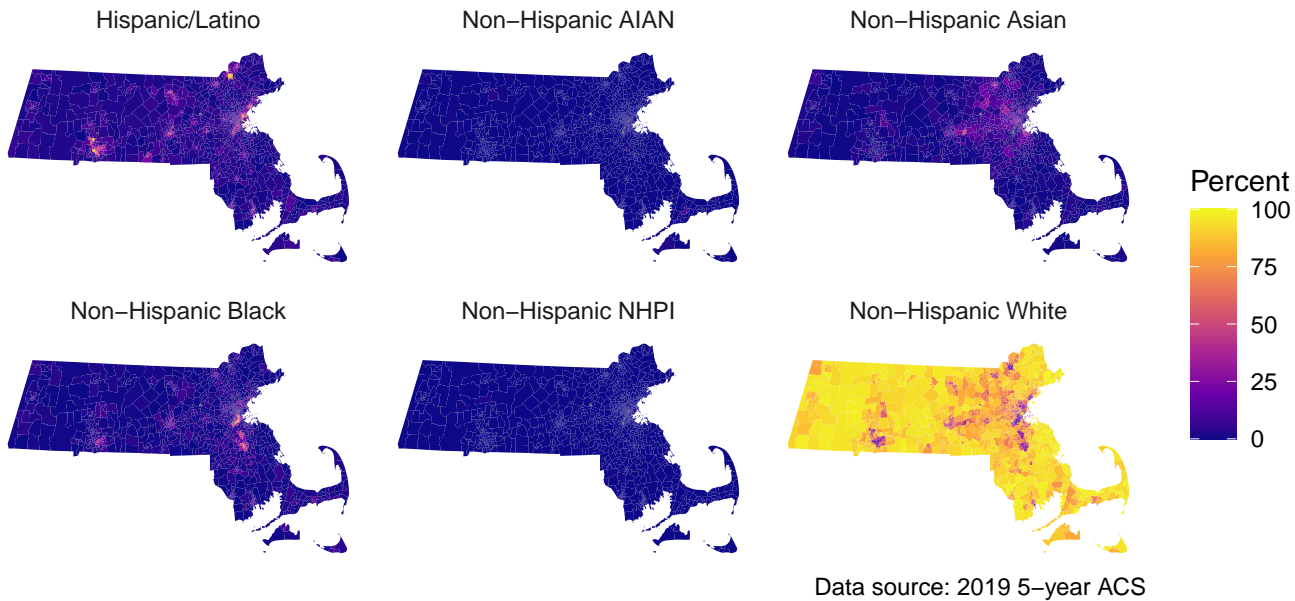 Hispanic/Latino
Non−Hispanic AIAN
Non−Hispanic Asian
Percent
100
75
50
25
0
Non−Hispanic Black
Non−Hispanic NHPI
Non−Hispanic White
Data source: 2019 5−year ACS